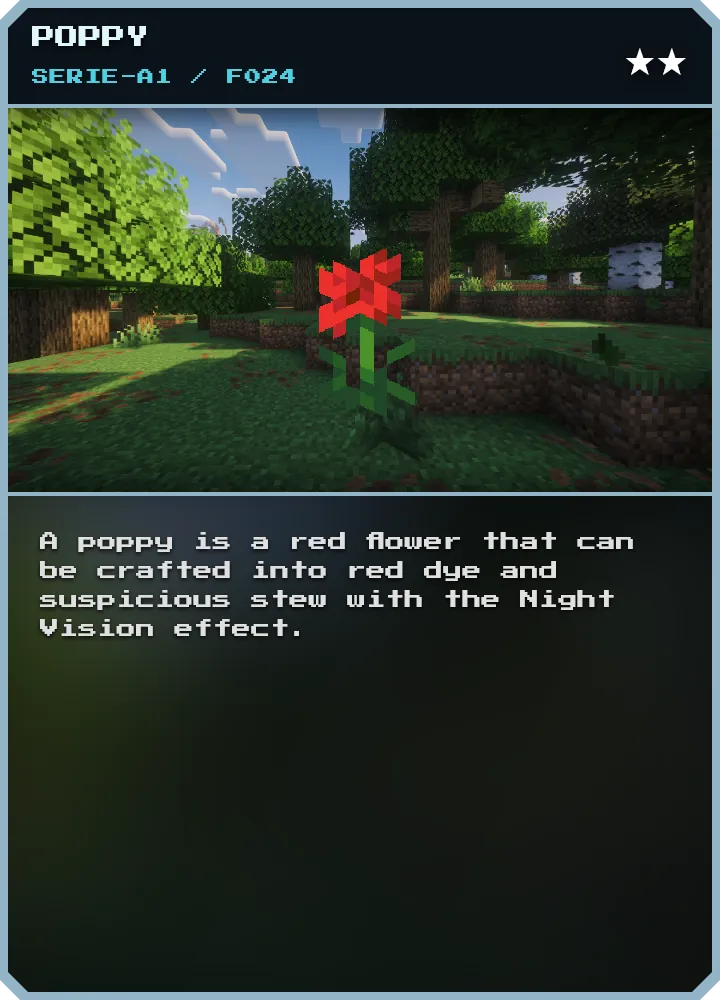 POPPY
SERIE-A1 / F024
★★
A poppy is a red flower that can
be crafted into red dye and
suspicious stew with the Night
Vision effect.